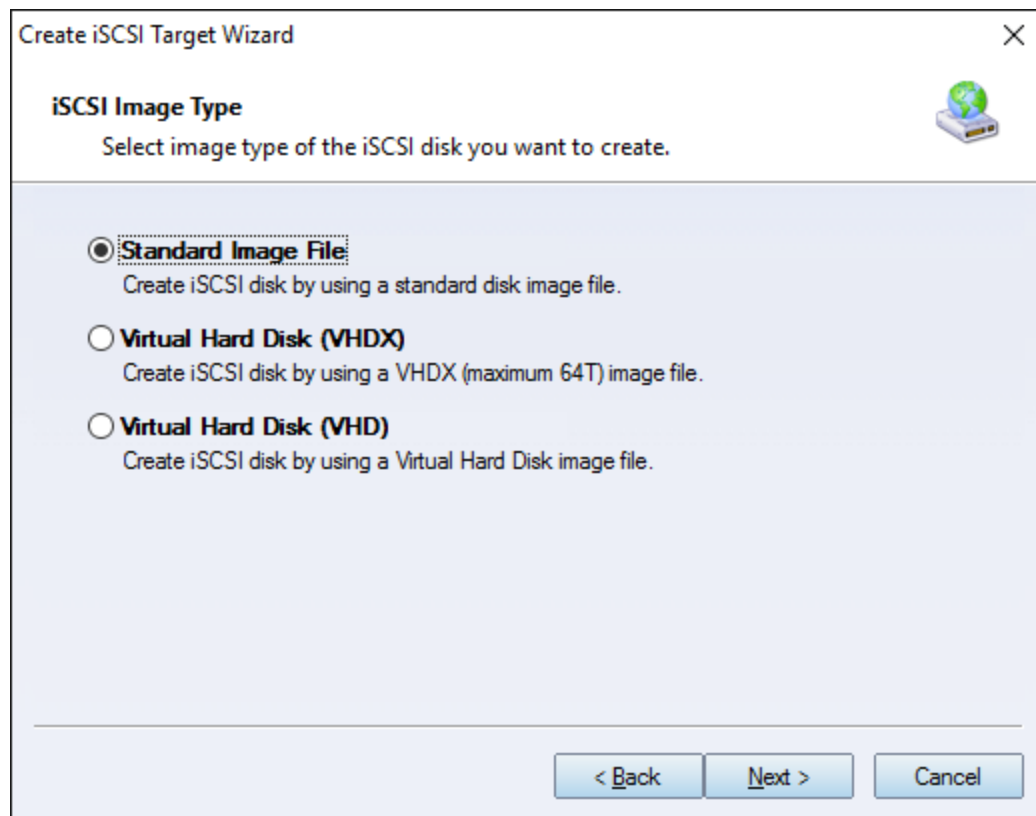 Create iSCSI Target Wizard
iSCSI Image Type
Select image type of the iSCSI disk you want to create.
Standard Image File
Create iSCSI disk by using a standard disk image file.
Virtual Hard Disk (VHDX)
Create iSCSI disk by using a VHDX (maximum 64T) image file.
Virtual Hard Disk (VHD)
Create iSCSI disk by using a Virtual Hard Disk image file.
< Back Next > Cancel